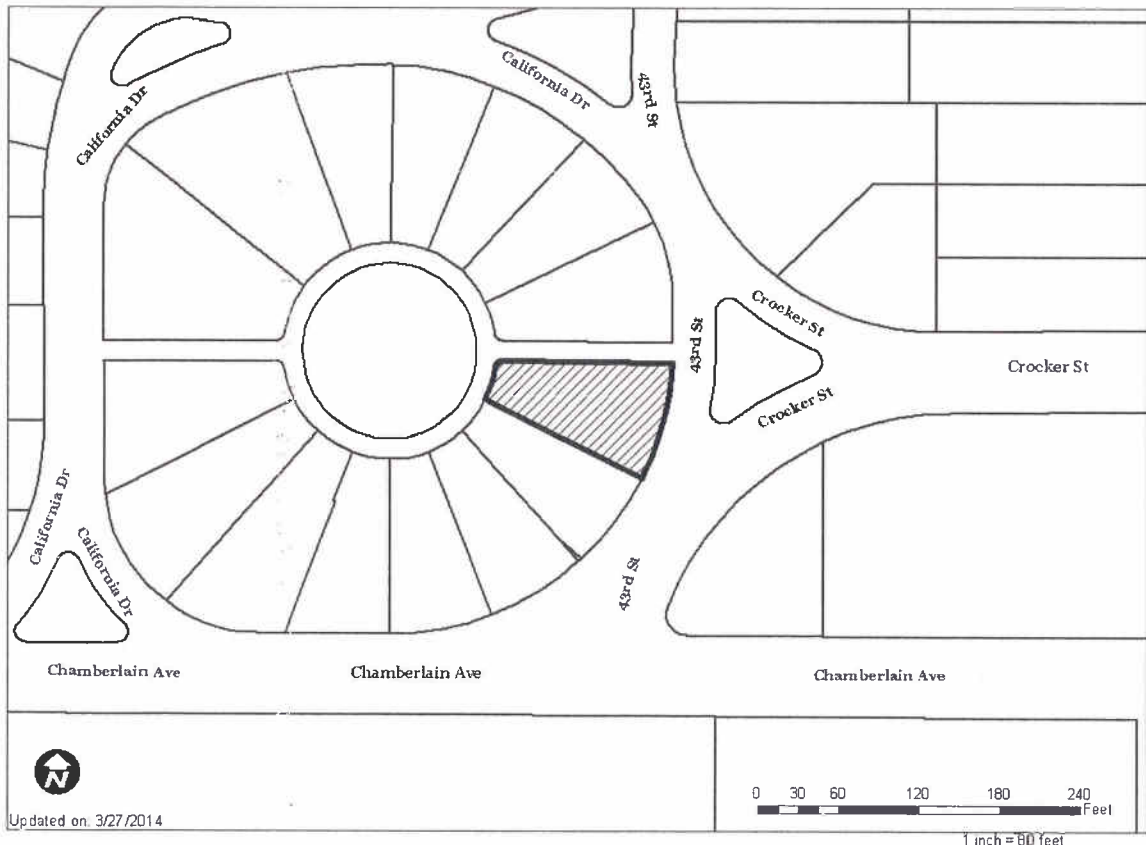 California Dr
California Dr
43rd St
43rd St
Crocker St
Crocker St
Crocker St
California Dr
California Dr
43rd St
Chamberlain Ave
Chamberlain Ave
Chamberlain Ave
N
0 30 60 120 180 240
Feet
Updated on: 3/27/2014
1 inch = 80 feet